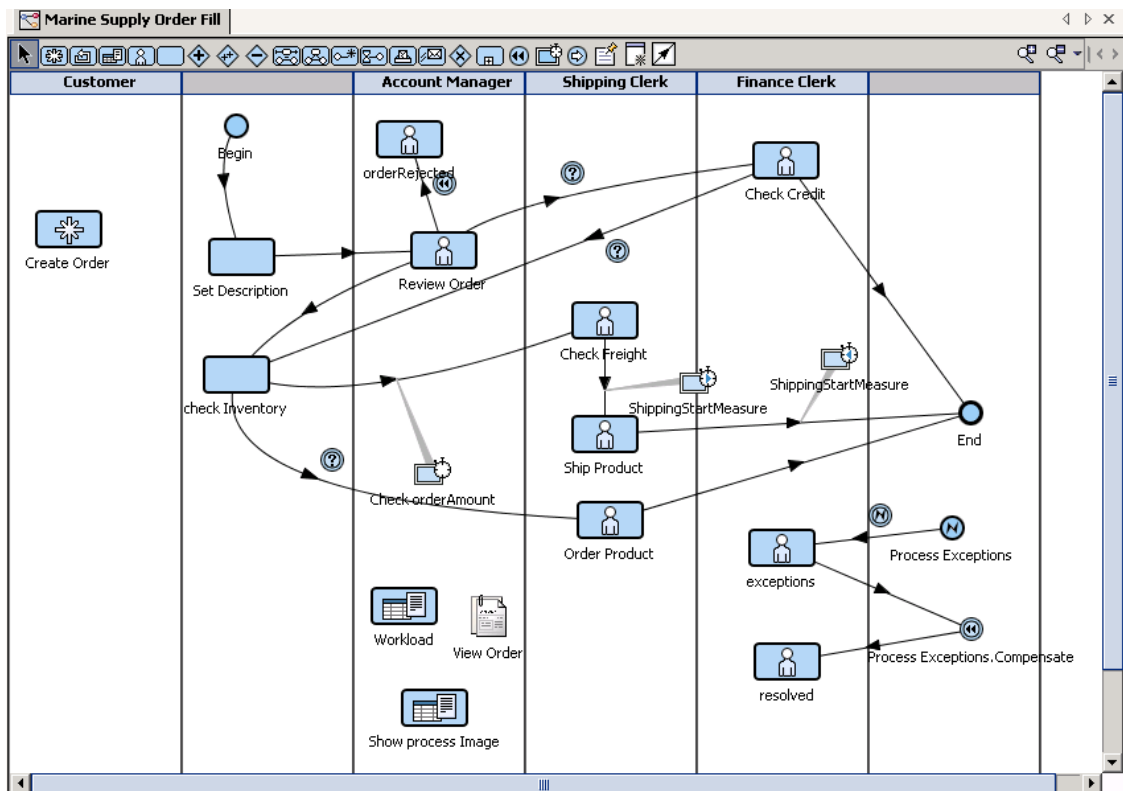 Marine Supply Order Fill
Customer
Account Manager
Shipping Clerk
Finance Clerk
Begin
orderRejected
?
Check Credit
Create Order
Set Description
Review Order
?
Check Freight
check Inventory
ShippingStartMeasure
ShippingStartMeasure
End
?
Ship Product
Check orderAmount
Order Product
Process Exceptions
exceptions
Workload
View Order
Process Exceptions.Compensate
resolved
Show process Image